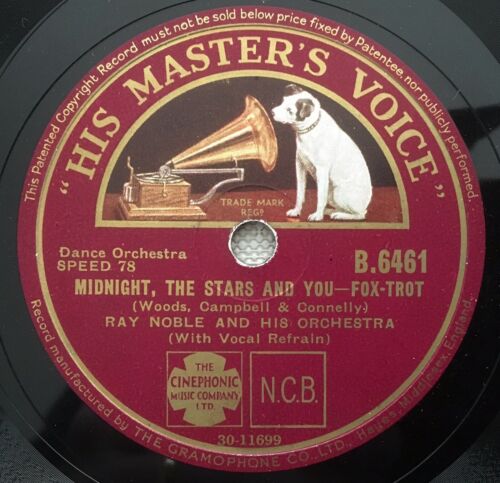 This Patented Copyright Record must not be sold below price fixed by Patentee, nor publicly performed.
"HIS MASTER'S VOICE"
TRADE MARK
REGD
Dance Orchestra
SPEED 78
B.6461
MIDNIGHT, THE STARS AND YOU—FOX-TROT
(Woods, Campbell & Connelly)
RAY NOBLE AND HIS ORCHESTRA
(With Vocal Refrain)
THE
CINEPHONIC
MUSIC COMPANY
LTD.
N.C.B.
30-11699
Record manufactured by THE GRAMOPHONE CO., LTD., Hayes, Middlesex, England.